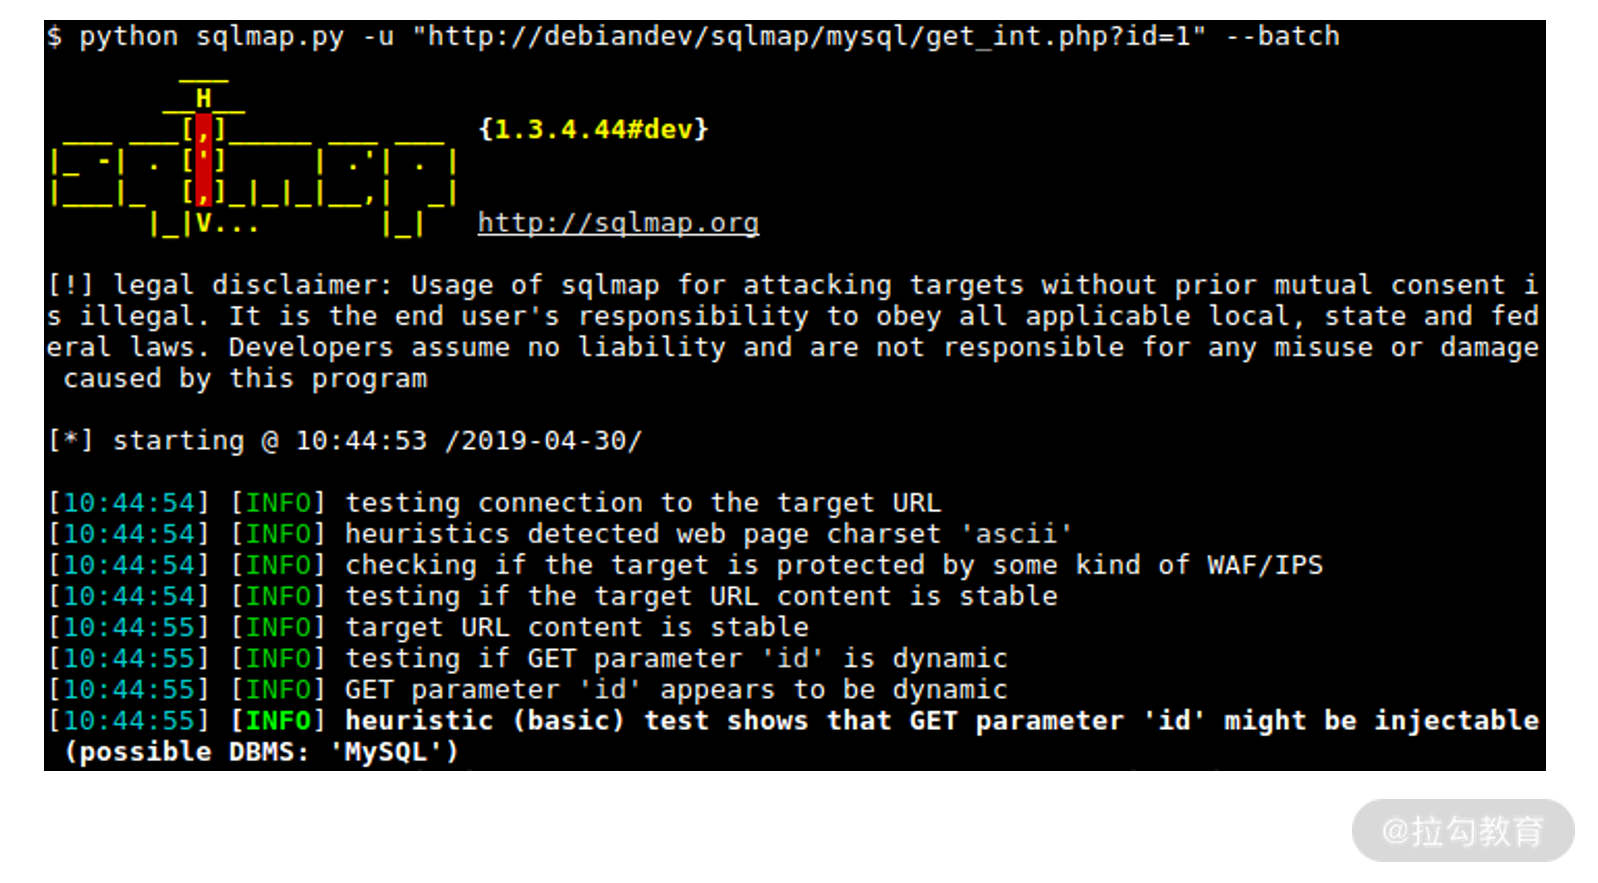 $ python sqlmap.py -u "http://debiandev/sqlmap/mysql/get_int.php?id=1" --batch
        ___
       __H__
 ___ ___[,]_____ ___ ___  {1.3.4.44#dev}
|_ -| . [']     | .'| . |
|___|_  [,]_|_|_|__,|  _|
      |_|V...       |_|   http://sqlmap.org
[!] legal disclaimer: Usage of sqlmap for attacking targets without prior mutual consent i
s illegal. It is the end user's responsibility to obey all applicable local, state and fed
eral laws. Developers assume no liability and are not responsible for any misuse or damage
 caused by this program
[*] starting @ 10:44:53 /2019-04-30/
[10:44:54] [INFO] testing connection to the target URL
[10:44:54] [INFO] heuristics detected web page charset 'ascii'
[10:44:54] [INFO] checking if the target is protected by some kind of WAF/IPS
[10:44:54] [INFO] testing if the target URL content is stable
[10:44:55] [INFO] target URL content is stable
[10:44:55] [INFO] testing if GET parameter 'id' is dynamic
[10:44:55] [INFO] GET parameter 'id' appears to be dynamic
[10:44:55] [INFO] heuristic (basic) test shows that GET parameter 'id' might be injectable
 (possible DBMS: 'MySQL')
@拉勾教育